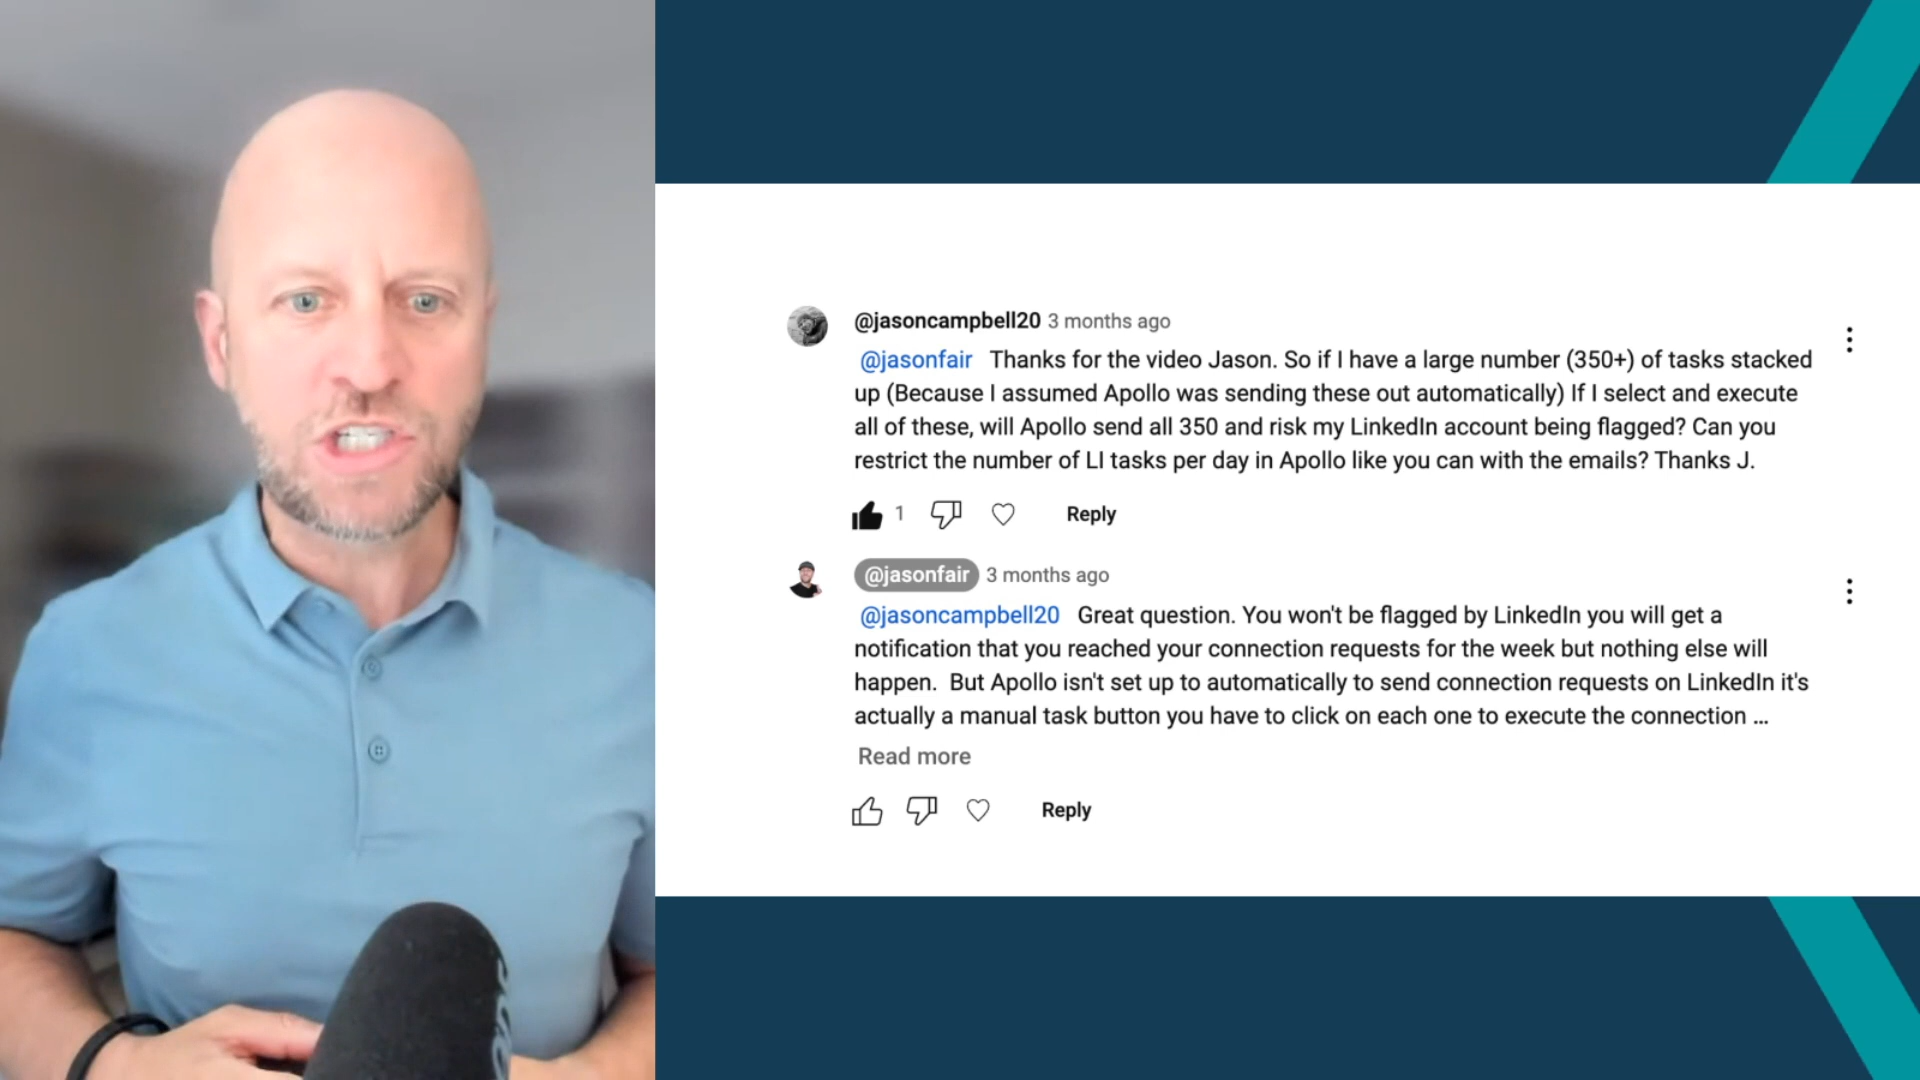 @jasoncampbell20 3 months ago
@jasonfair Thanks for the video Jason. So if I have a large number (350+) of tasks stacked
up (Because I assumed Apollo was sending these out automatically) If I select and execute
all of these, will Apollo send all 350 and risk my LinkedIn account being flagged? Can you
restrict the number of LI tasks per day in Apollo like you can with the emails? Thanks J.
1 Reply
@jasonfair 3 months ago
@jasoncampbell20 Great question. You won't be flagged by LinkedIn you will get a
notification that you reached your connection requests for the week but nothing else will
happen. But Apollo isn't set up to automatically to send connection requests on LinkedIn it's
actually a manual task button you have to click on each one to execute the connection ...
Read more
Reply